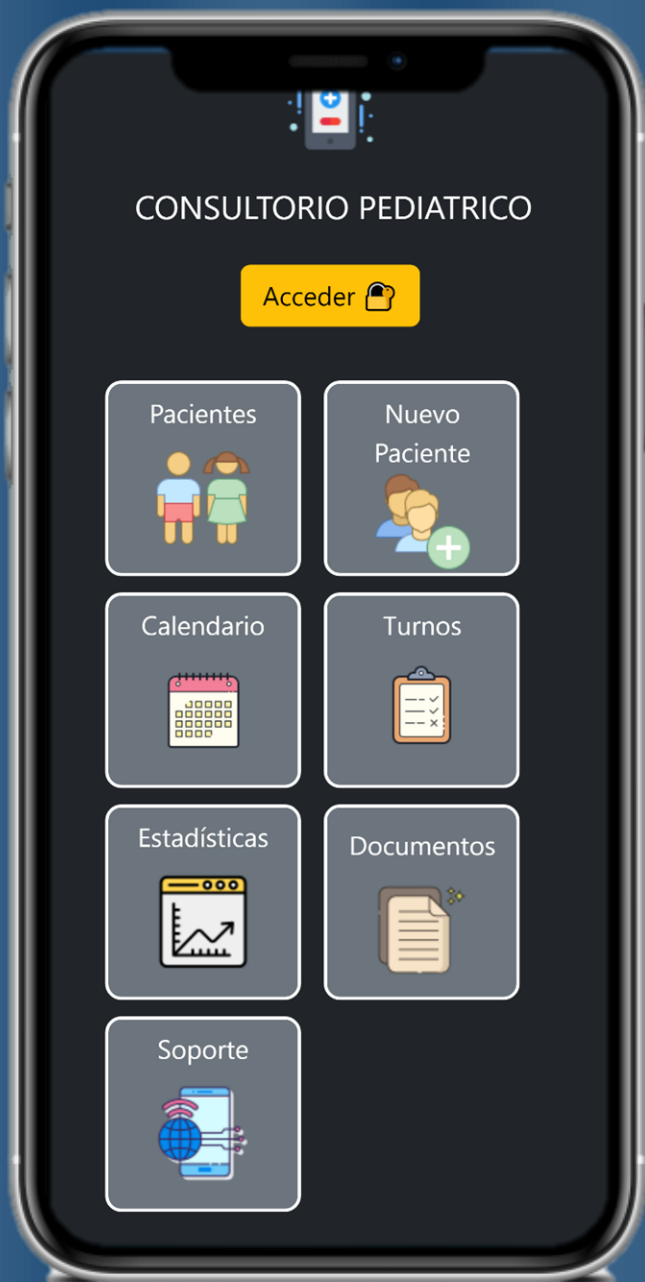 CONSULTORIO PEDIATRICO
Acceder
Pacientes
Nuevo
Paciente
Calendario
Turnos
Estadísticas
Documentos
Soporte